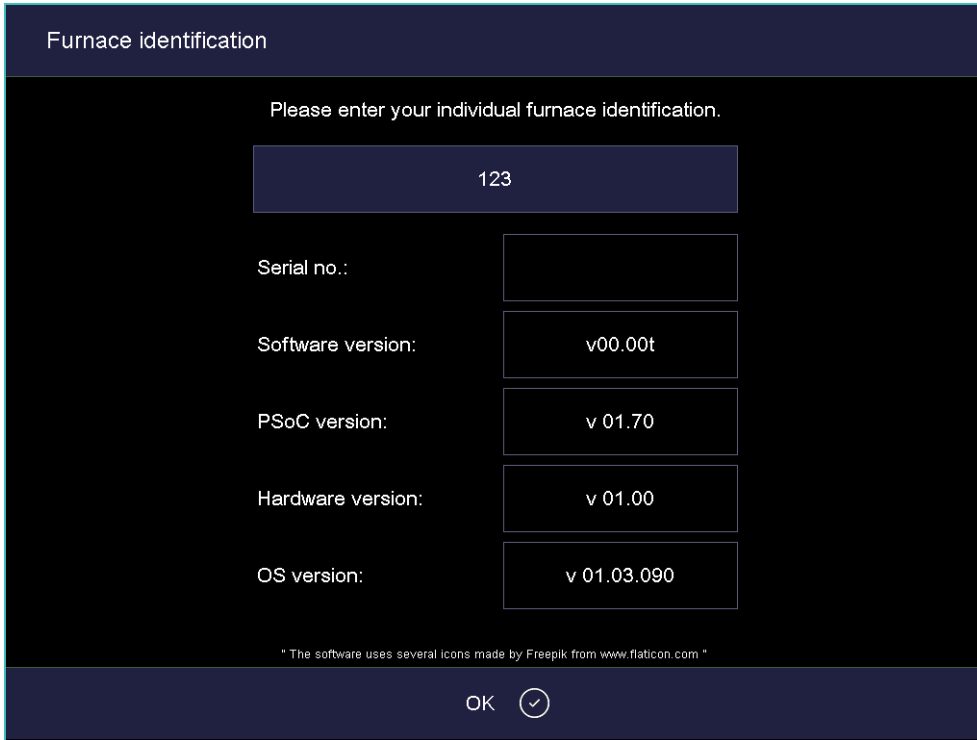 Furnace identification
Please enter your individual furnace identification.
123
Serial no.:
Software version: v00.00t
PSoC version: v 01.70
Hardware version: v 01.00
OS version: v 01.03.090
" The software uses several icons made by Freepik from www.flaticon.com "
OK